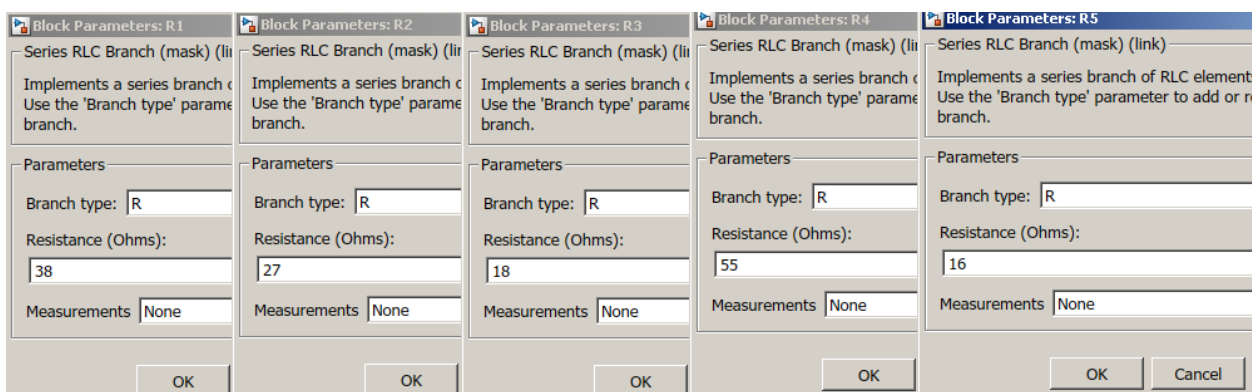 Block Parameters: R1
Series RLC Branch (mask) (link)
Implements a series branch
Use the 'Branch type' parame
branch.
Parameters
Branch type: R
Resistance (Ohms):
38
Measurements None
OK
Block Parameters: R2
Series RLC Branch (mask) (lin
Implements a series branch
Use the 'Branch type' parame
branch.
Parameters
Branch type: R
Resistance (Ohms):
27
Measurements None
OK
Block Parameters: R3
Series RLC Branch (mask) (lin
Implements a series branch
Use the 'Branch type' parame
branch.
Parameters
Branch type: R
Resistance (Ohms):
18
Measurements None
OK
Block Parameters: R4
Series RLC Branch (mask) (li
Implements a series branch
Use the 'Branch type' parame
branch.
Parameters
Branch type: R
Resistance (Ohms):
55
Measurements None
OK
Block Parameters: R5
Series RLC Branch (mask) (link)
Implements a series branch of RLC elements
Use the 'Branch type' parameter to add or r
branch.
Parameters
Branch type: R
Resistance (Ohms):
16
Measurements None
OK
Cancel